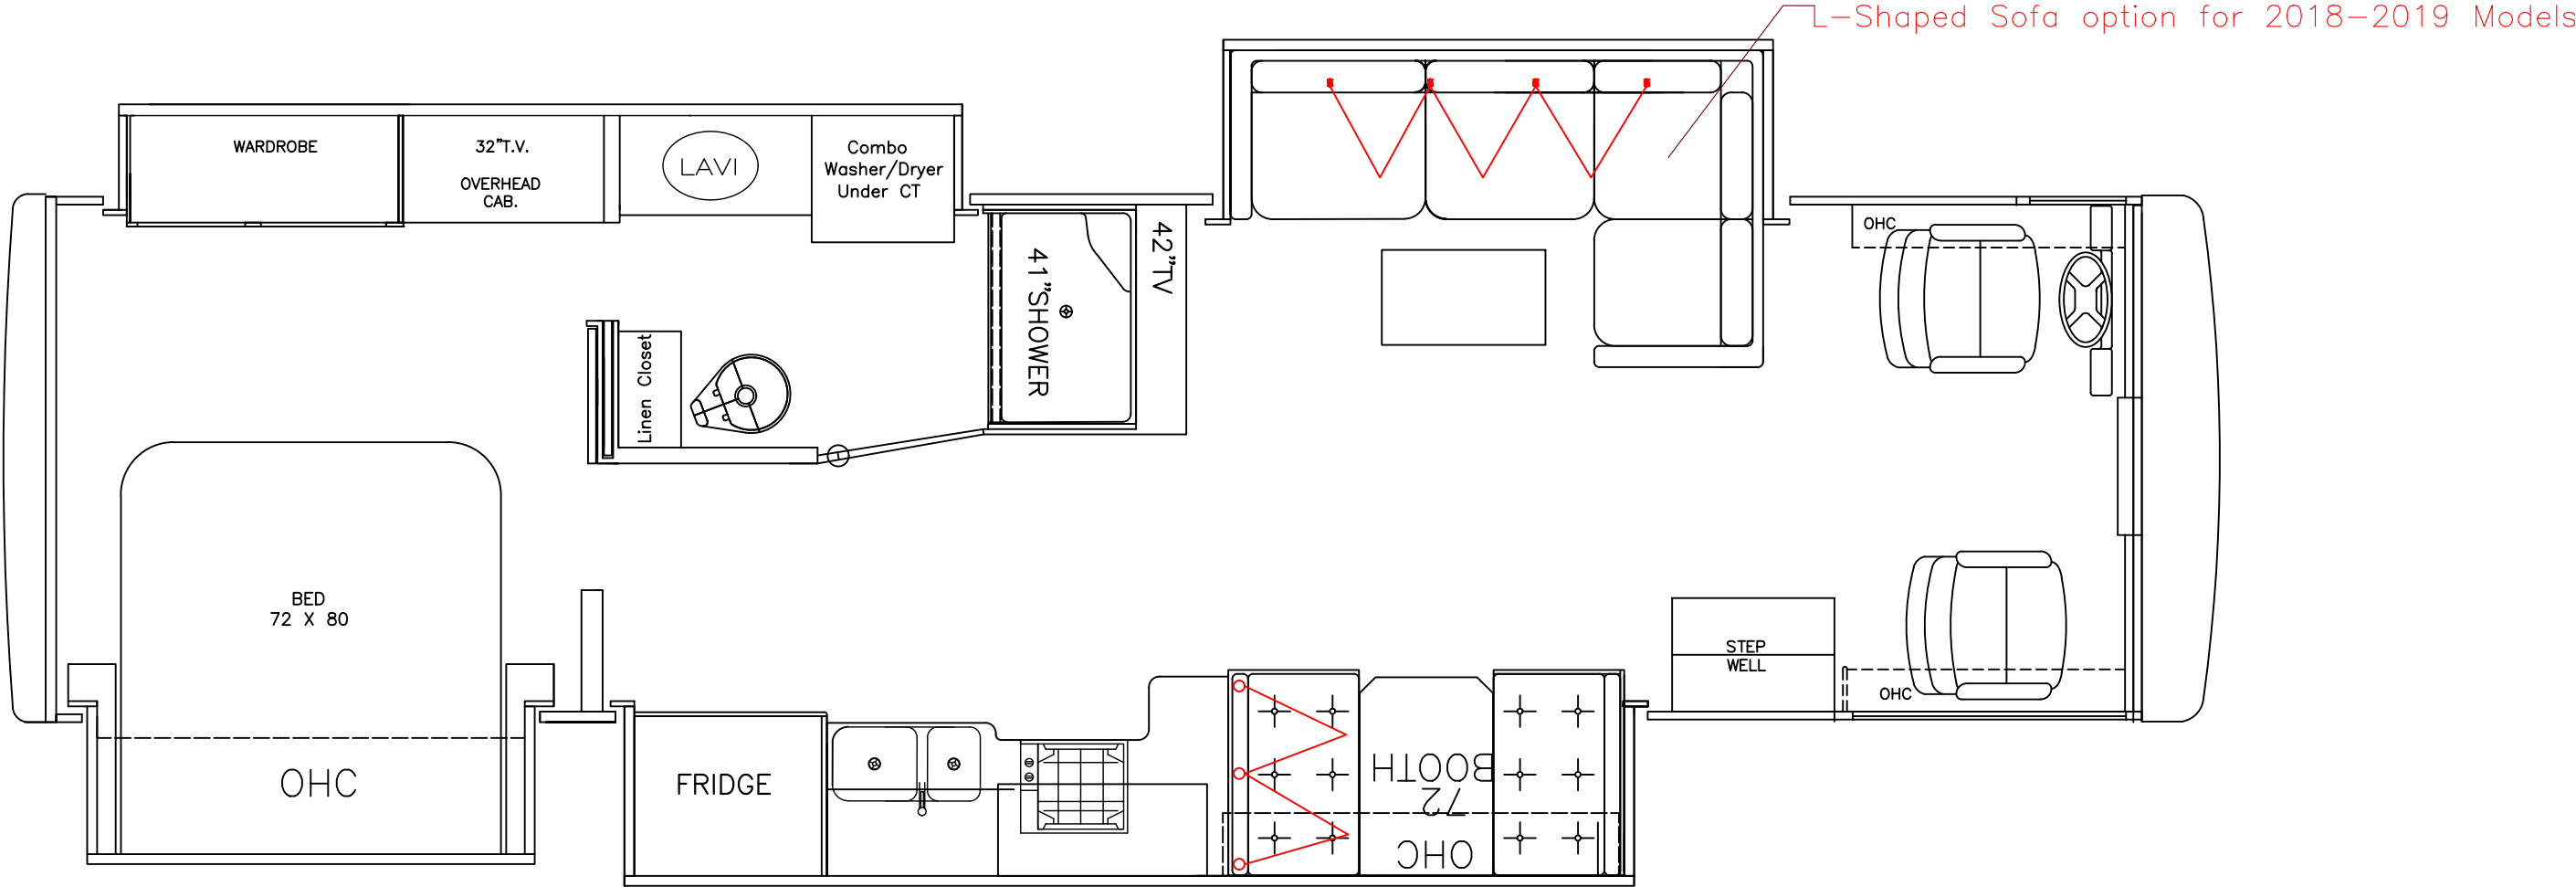 L-Shaped Sofa option for 2018-2019 Models
WARDROBE
32"T.V.
OVERHEAD
CAB.
LAVI
Combo
Washer/Dryer
Under CT
42"TV
41"SHOWER
OHC
Linen Closet
BED
72 X 80
OHC
STEP
WELL
OHC
FRIDGE
BOOTH
72
OHC